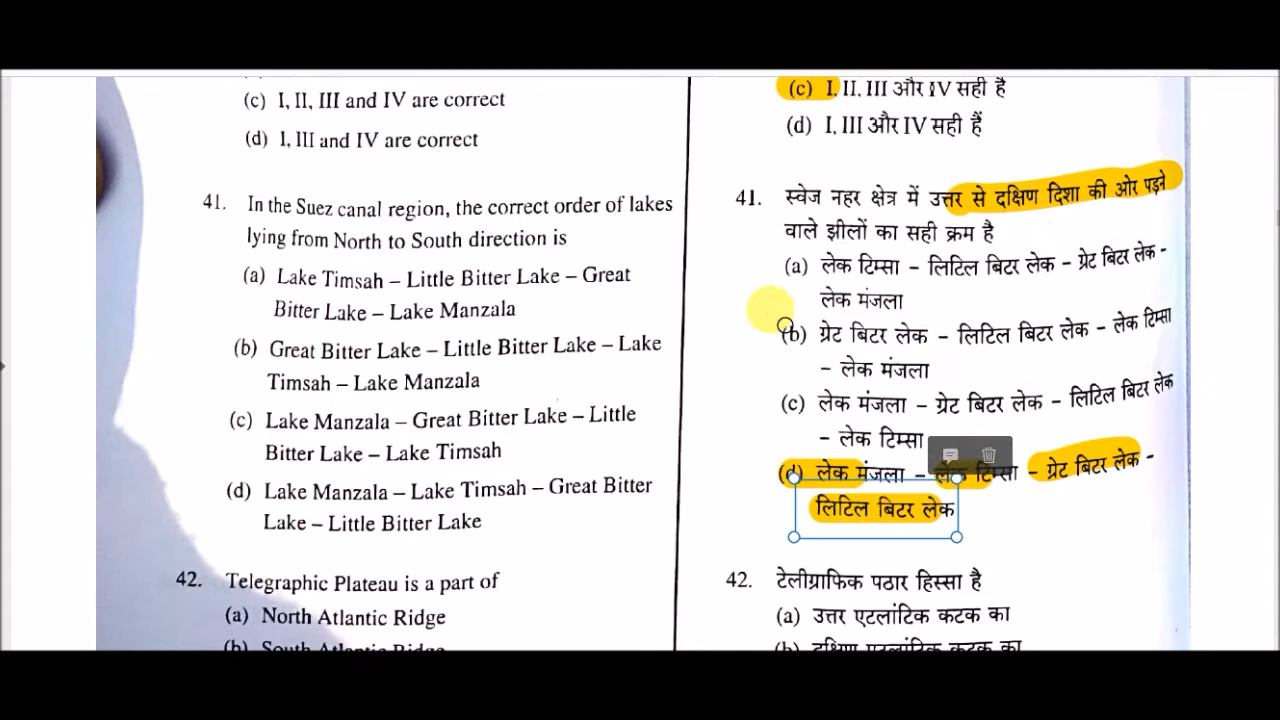 (c) I, II, III and IV are correct
(d) I, III and IV are correct
41. In the Suez canal region, the correct order of lakes
lying from North to South direction is
(a) Lake Timsah – Little Bitter Lake – Great
Bitter Lake – Lake Manzala
(b) Great Bitter Lake – Little Bitter Lake – Lake
Timsah – Lake Manzala
(c) Lake Manzala – Great Bitter Lake – Little
Bitter Lake – Lake Timsah
(d) Lake Manzala – Lake Timsah – Great Bitter
Lake – Little Bitter Lake
42. Telegraphic Plateau is a part of
(a) North Atlantic Ridge
(b) South Atlantic Ridge
(c) I, II, III और IV सही है
(d) I, III और IV सही हैं
41. स्वेज नहर क्षेत्र में उत्तर से दक्षिण दिशा की ओर पड़ने
वाले झीलों का सही क्रम है
(a) लेक टिम्सा – लिटिल बिटर लेक – ग्रेट बिटर लेक -
लेक मंजला
(b) ग्रेट बिटर लेक – लिटिल बिटर लेक – लेक टिम्सा
– लेक मंजला
(c) लेक मंजला – ग्रेट बिटर लेक – लिटिल बिटर लेक
– लेक टिम्सा
(d) लेक मंजला – लेक टिम्सा – ग्रेट बिटर लेक -
लिटिल बिटर लेक
42. टेलीग्राफिक पठार हिस्सा है
(a) उत्तर एटलांटिक कटक का
(b) दक्षिण एटलांटिक कटक का